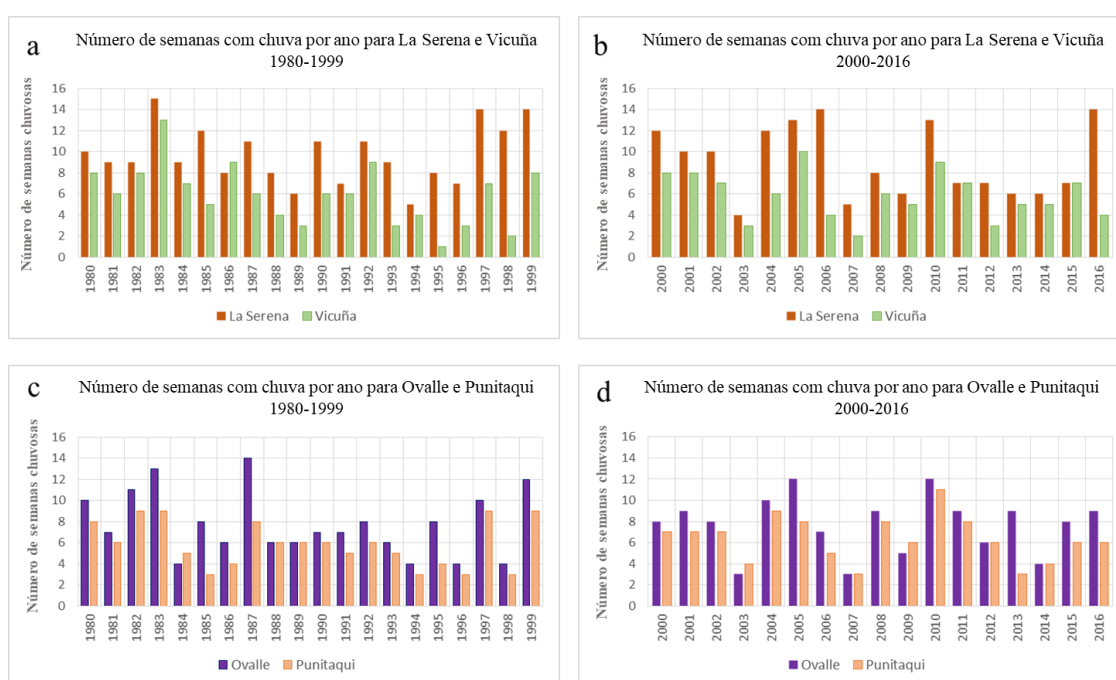 a
Número de semanas com chuva por ano para La Serena e Vicuña
1980-1999
Número de semanas chuvosas
16
14
12
10
8
6
4
2
0
1980 1981 1982 1983 1984 1985 1986 1987 1988 1989 1990 1991 1992 1993 1994 1995 1996 1997 1998 1999
La Serena Vicuña
b
Número de semanas com chuva por ano para La Serena e Vicuña
2000-2016
Número de semanas chuvosas
16
14
12
10
8
6
4
2
0
2000 2001 2002 2003 2004 2005 2006 2007 2008 2009 2010 2011 2012 2013 2014 2015 2016
La Serena Vicuña
c
Número de semanas com chuva por ano para Ovalle e Punitaqui
1980-1999
Número de semanas chuvosas
16
14
12
10
8
6
4
2
0
1980 1981 1982 1983 1984 1985 1986 1987 1988 1989 1990 1991 1992 1993 1994 1995 1996 1997 1998 1999
Ovalle Punitaqui
d
Número de semanas com chuva por ano para Ovalle e Punitaqui
2000-2016
Número de semanas chuvosas
16
14
12
10
8
6
4
2
0
2000 2001 2002 2003 2004 2005 2006 2007 2008 2009 2010 2011 2012 2013 2014 2015 2016
Ovalle Punitaqui